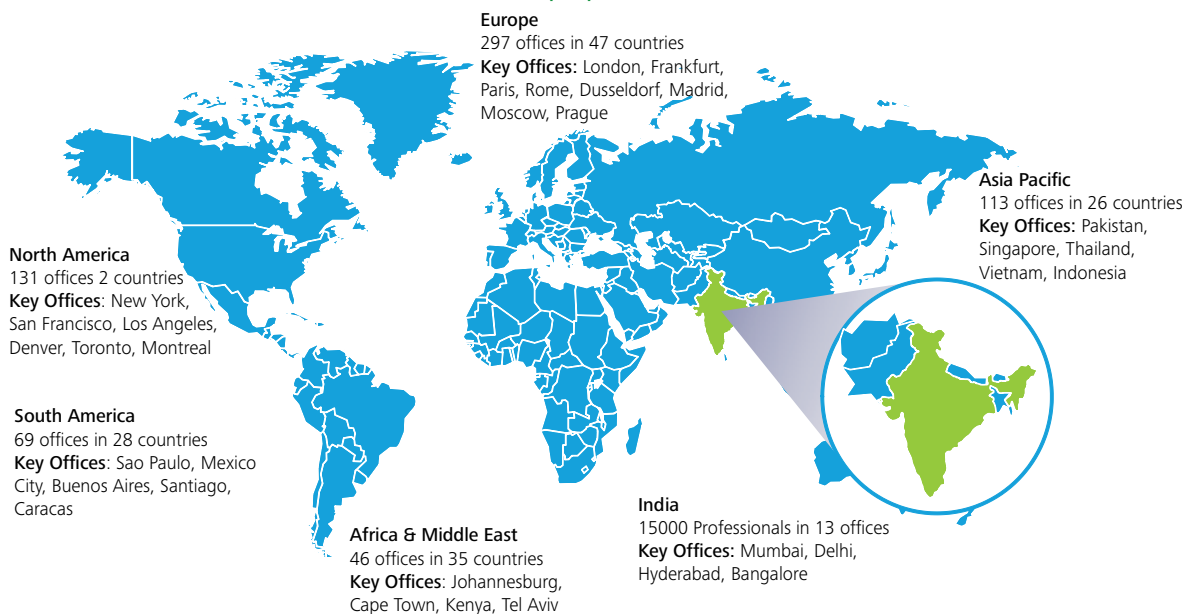 Europe
297 offices in 47 countries
Key Offices: London, Frankfurt,
Paris, Rome, Dusseldorf, Madrid,
Moscow, Prague
Asia Pacific
113 offices in 26 countries
Key Offices: Pakistan,
Singapore, Thailand,
Vietnam, Indonesia
North America
131 offices 2 countries
Key Offices: New York,
San Francisco, Los Angeles,
Denver, Toronto, Montreal
South America
69 offices in 28 countries
Key Offices: Sao Paulo, Mexico
City, Buenos Aires, Santiago,
Caracas
Africa & Middle East
46 offices in 35 countries
Key Offices: Johannesburg,
Cape Town, Kenya, Tel Aviv
India
15000 Professionals in 13 offices
Key Offices: Mumbai, Delhi,
Hyderabad, Bangalore